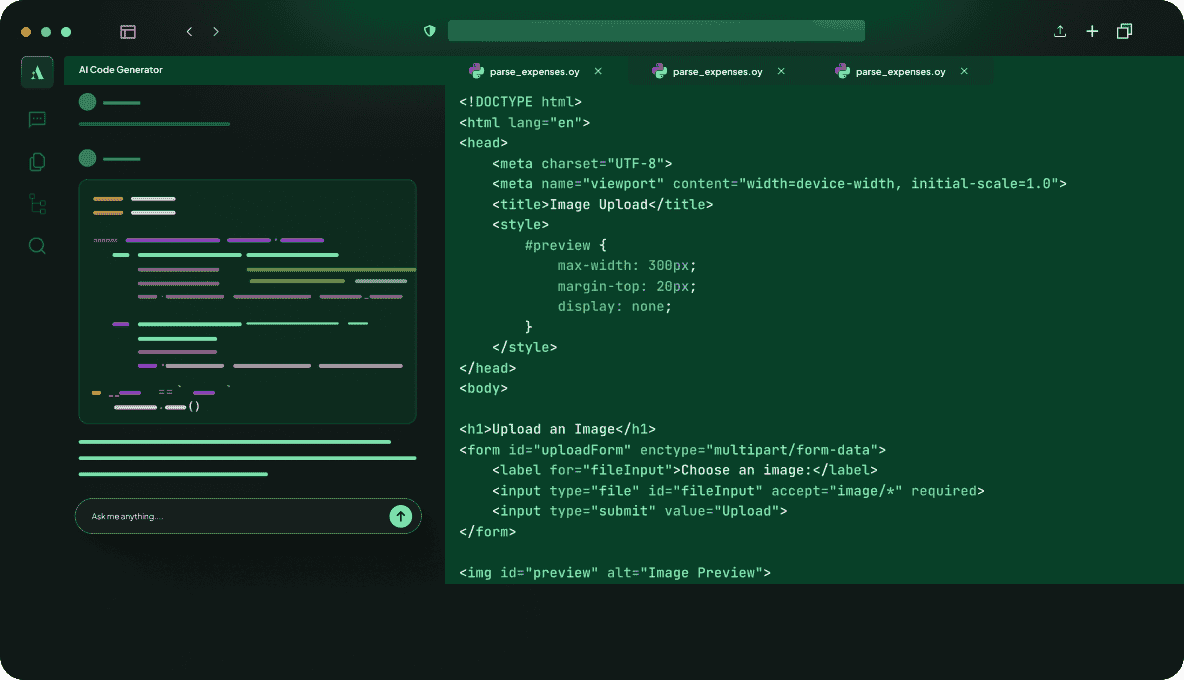 AI Code Generator
parse_expenses.oy
parse_expenses.oy
parse_expenses.oy
==
()
Ask me anything....
<!DOCTYPE html>
<html lang="en">
<head>
    <meta charset="UTF-8">
    <meta name="viewport" content="width=device-width, initial-scale=1.0">
    <title>Image Upload</title>
    <style>
        #preview {
            max-width: 300px;
            margin-top: 20px;
            display: none;
        }
    </style>
</head>
<body>

<h1>Upload an Image</h1>
<form id="uploadForm" enctype="multipart/form-data">
    <label for="fileInput">Choose an image:</label>
    <input type="file" id="fileInput" accept="image/*" required>
    <input type="submit" value="Upload">
</form>

<img id="preview" alt="Image Preview">